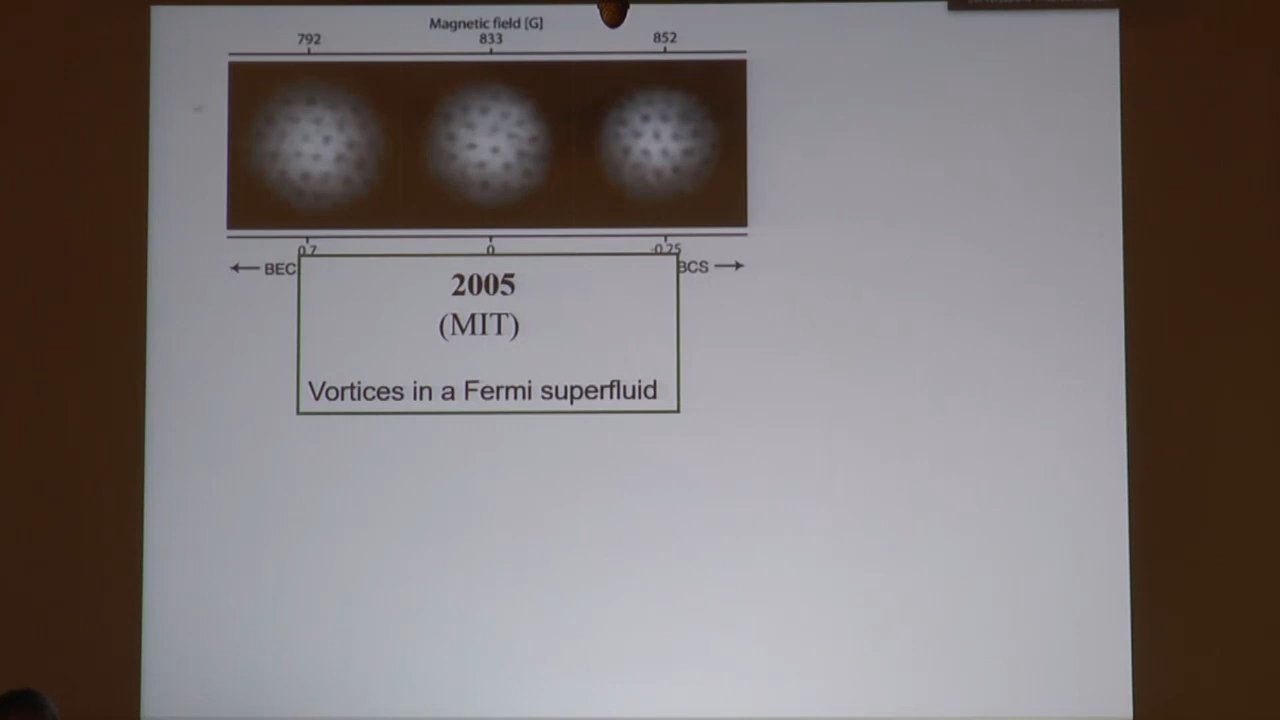 Magnetic field [G]
792 833 852
0.7 0 -0.25
BEC BCS
2005
(MIT)
Vortices in a Fermi superfluid